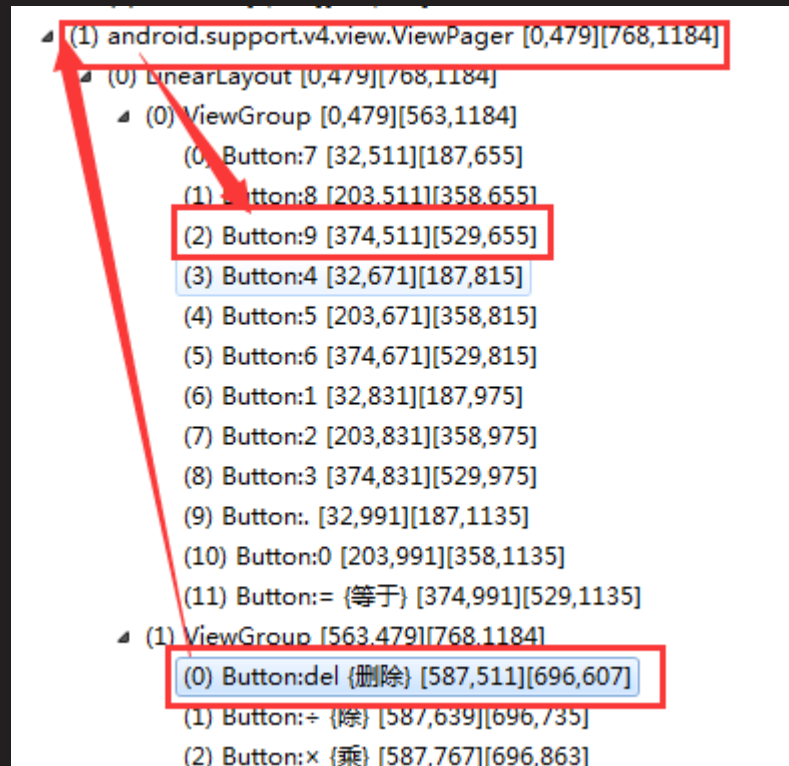 (1) android.support.v4.view.ViewPager [0,479][768,1184]
(0) LinearLayout [0,479][768,1184]
(0) ViewGroup [0,479][563,1184]
(0) Button:7 [32,511][187,655]
(1) Button:8 [203,511][358,655]
(2) Button:9 [374,511][529,655]
(3) Button:4 [32,671][187,815]
(4) Button:5 [203,671][358,815]
(5) Button:6 [374,671][529,815]
(6) Button:1 [32,831][187,975]
(7) Button:2 [203,831][358,975]
(8) Button:3 [374,831][529,975]
(9) Button:. [32,991][187,1135]
(10) Button:0 [203,991][358,1135]
(11) Button:= {等于} [374,991][529,1135]
(1) ViewGroup [563,479][768,1184]
(0) Button:del {删除} [587,511][696,607]
(1) Button:÷ {除} [587,639][696,735]
(2) Button:× {乘} [587,767][696,863]